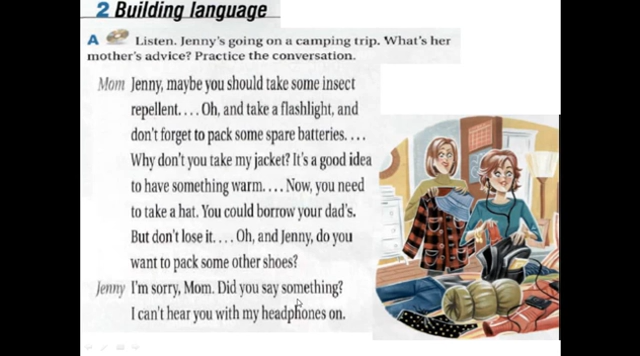 2 Building language
A Listen. Jenny's going on a camping trip. What's her
mother's advice? Practice the conversation.
Mom Jenny, maybe you should take some insect
repellent. . . . Oh, and take a flashlight, and
don't forget to pack some spare batteries. . . .
Why don't you take my jacket? It's a good idea
to have something warm. . . . Now, you need
to take a hat. You could borrow your dad's.
But don't lose it. . . . Oh, and Jenny, do you
want to pack some other shoes?
Jenny I'm sorry, Mom. Did you say something?
I can't hear you with my headphones on.